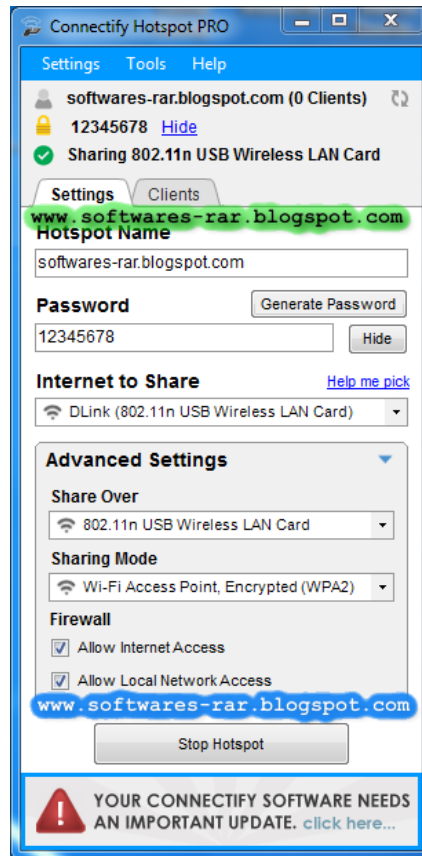 Connectify Hotspot PRO
Settings Tools Help
softwares-rar.blogspot.com (0 Clients)
12345678 Hide
Sharing 802.11n USB Wireless LAN Card
Settings Clients
www.softwares-rar.blogspot.com
Hotspot Name
softwares-rar.blogspot.com
Password Generate Password
12345678 Hide
Internet to Share Help me pick
DLink (802.11n USB Wireless LAN Card)
Advanced Settings
Share Over
802.11n USB Wireless LAN Card
Sharing Mode
Wi-Fi Access Point, Encrypted (WPA2)
Firewall
Allow Internet Access
Allow Local Network Access
www.softwares-rar.blogspot.com
Stop Hotspot
YOUR CONNECTIFY SOFTWARE NEEDS
AN IMPORTANT UPDATE. click here...